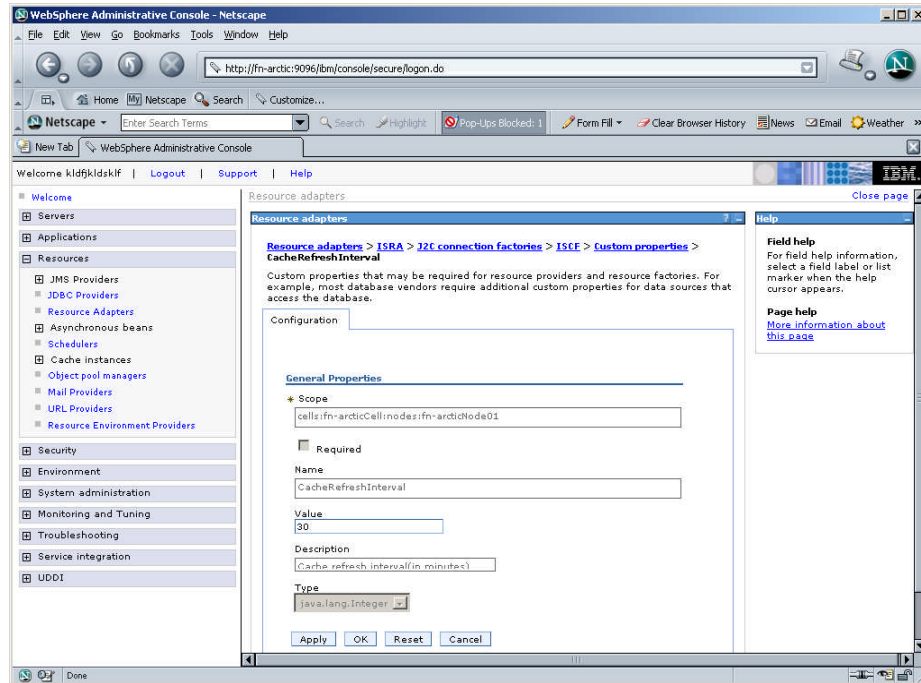 WebSphere Administrative Console - Netscape
File Edit View Go Bookmarks Tools Window Help
http://fn-arctic:9096/ibm/console/secure/logon.do
Home My Netscape Search Customize...
Netscape Enter Search Terms Search Highlight Pop-Ups Blocked: 1 Form Fill Clear Browser History News Email Weather »
New Tab WebSphere Administrative Console
Welcome kldfjkldsklf | Logout | Support | Help IBM.
Welcome
Servers
Applications
Resources
JMS Providers
JDBC Providers
Resource Adapters
Asynchronous beans
Schedulers
Cache instances
Object pool managers
Mail Providers
URL Providers
Resource Environment Providers
Security
Environment
System administration
Monitoring and Tuning
Troubleshooting
Service integration
UDDI
Resource adapters Close page
Resource adapters ? _
Resource adapters > ISRA > J2C connection factories > ISCF > Custom properties >
CacheRefreshInterval
Custom properties that may be required for resource providers and resource factories. For
example, most database vendors require additional custom properties for data sources that
access the database.
Configuration
General Properties
* Scope
cells:fn-arcticCell:nodes:fn-arcticNode01
Required
Name
CacheRefreshInterval
Value
30
Description
Cache refresh interval(in minutes)
Type
java.lang.Integer
Apply OK Reset Cancel
Help
Field help
For field help information,
select a field label or list
marker when the help
cursor appears.
Page help
More information about
this page
Done